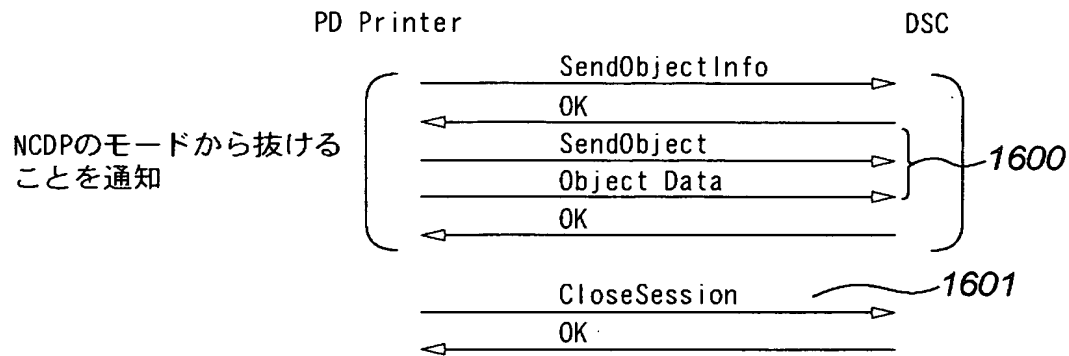 PD Printer
DSC
SendObjectInfo
OK
NCDPのモードから抜ける
ことを通知
SendObject
1600
Object Data
OK
CloseSession
1601
OK